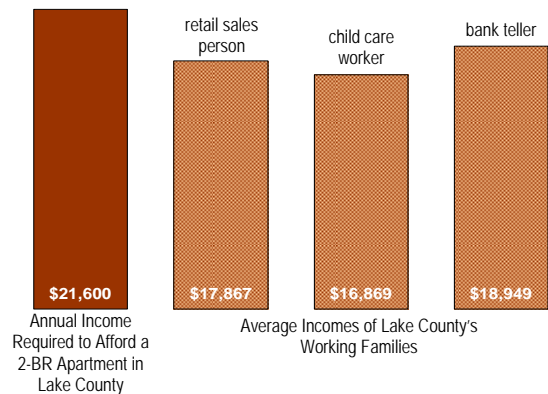 retail sales
person
child care
worker
bank teller
$21,600
$17,867
$16,869
$18,949
Annual Income
Required to Afford a
2-BR Apartment in
Lake County
Average Incomes of Lake County's
Working Families